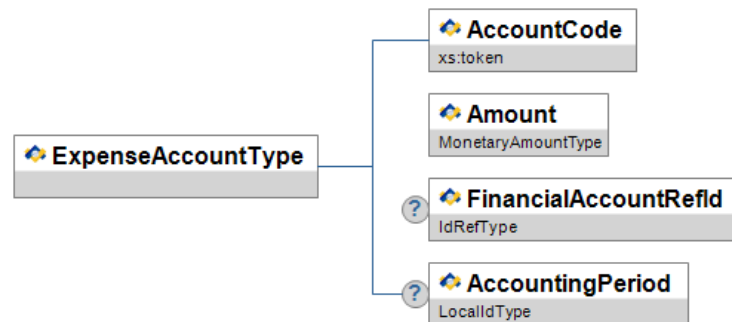 AccountCode
xs:token
Amount
MonetaryAmountType
ExpenseAccountType
?
FinancialAccountRefId
IdRefType
?
AccountingPeriod
LocalIdType